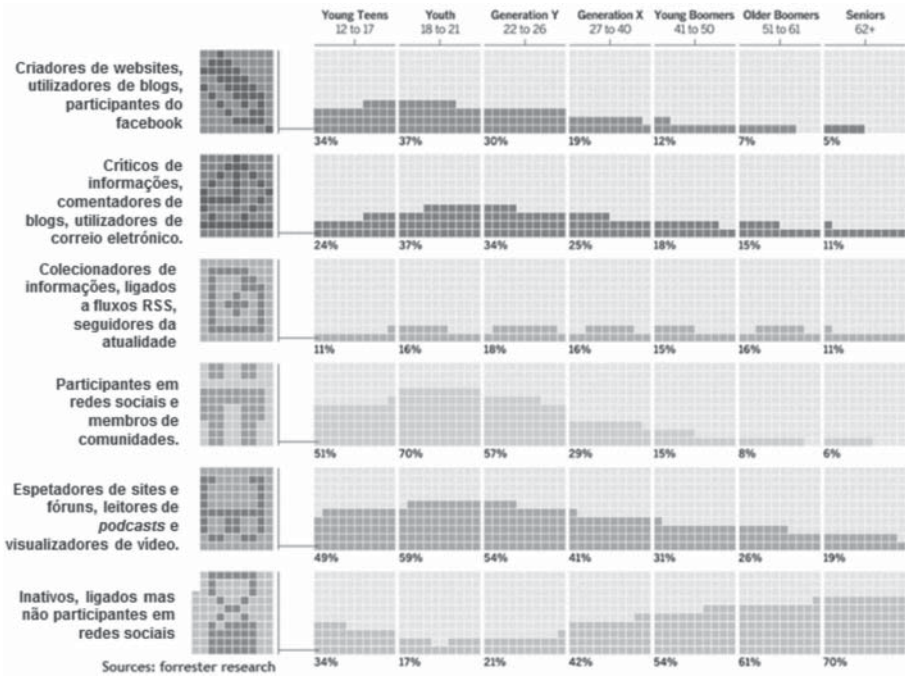 Young Teens Youth Generation Y Generation X Young Boomers Older Boomers Seniors
12 to 17 18 to 21 22 to 26 27 to 40 41 to 50 51 to 61 62+
Criadores de websites,
utilizadores de blogs,
participantes do
facebook
34% 37% 30% 19% 12% 7% 5%
Críticos de
informações,
comentadores de
blogs, utilizadores de
correio eletrónico.
24% 37% 34% 25% 18% 15% 11%
Colecionadores de
informações, ligados
a fluxos RSS,
seguidores da
atualidade
11% 16% 18% 16% 15% 16% 11%
Participantes em
redes sociais e
membros de
comunidades.
51% 70% 57% 29% 15% 8% 6%
Espetadores de sites e
fóruns, leitores de
podcasts e
visualizadores de vídeo.
49% 59% 54% 41% 31% 26% 19%
Inativos, ligados mas
não participantes em
redes sociais
34% 17% 21% 42% 54% 61% 70%
Sources: forrester research